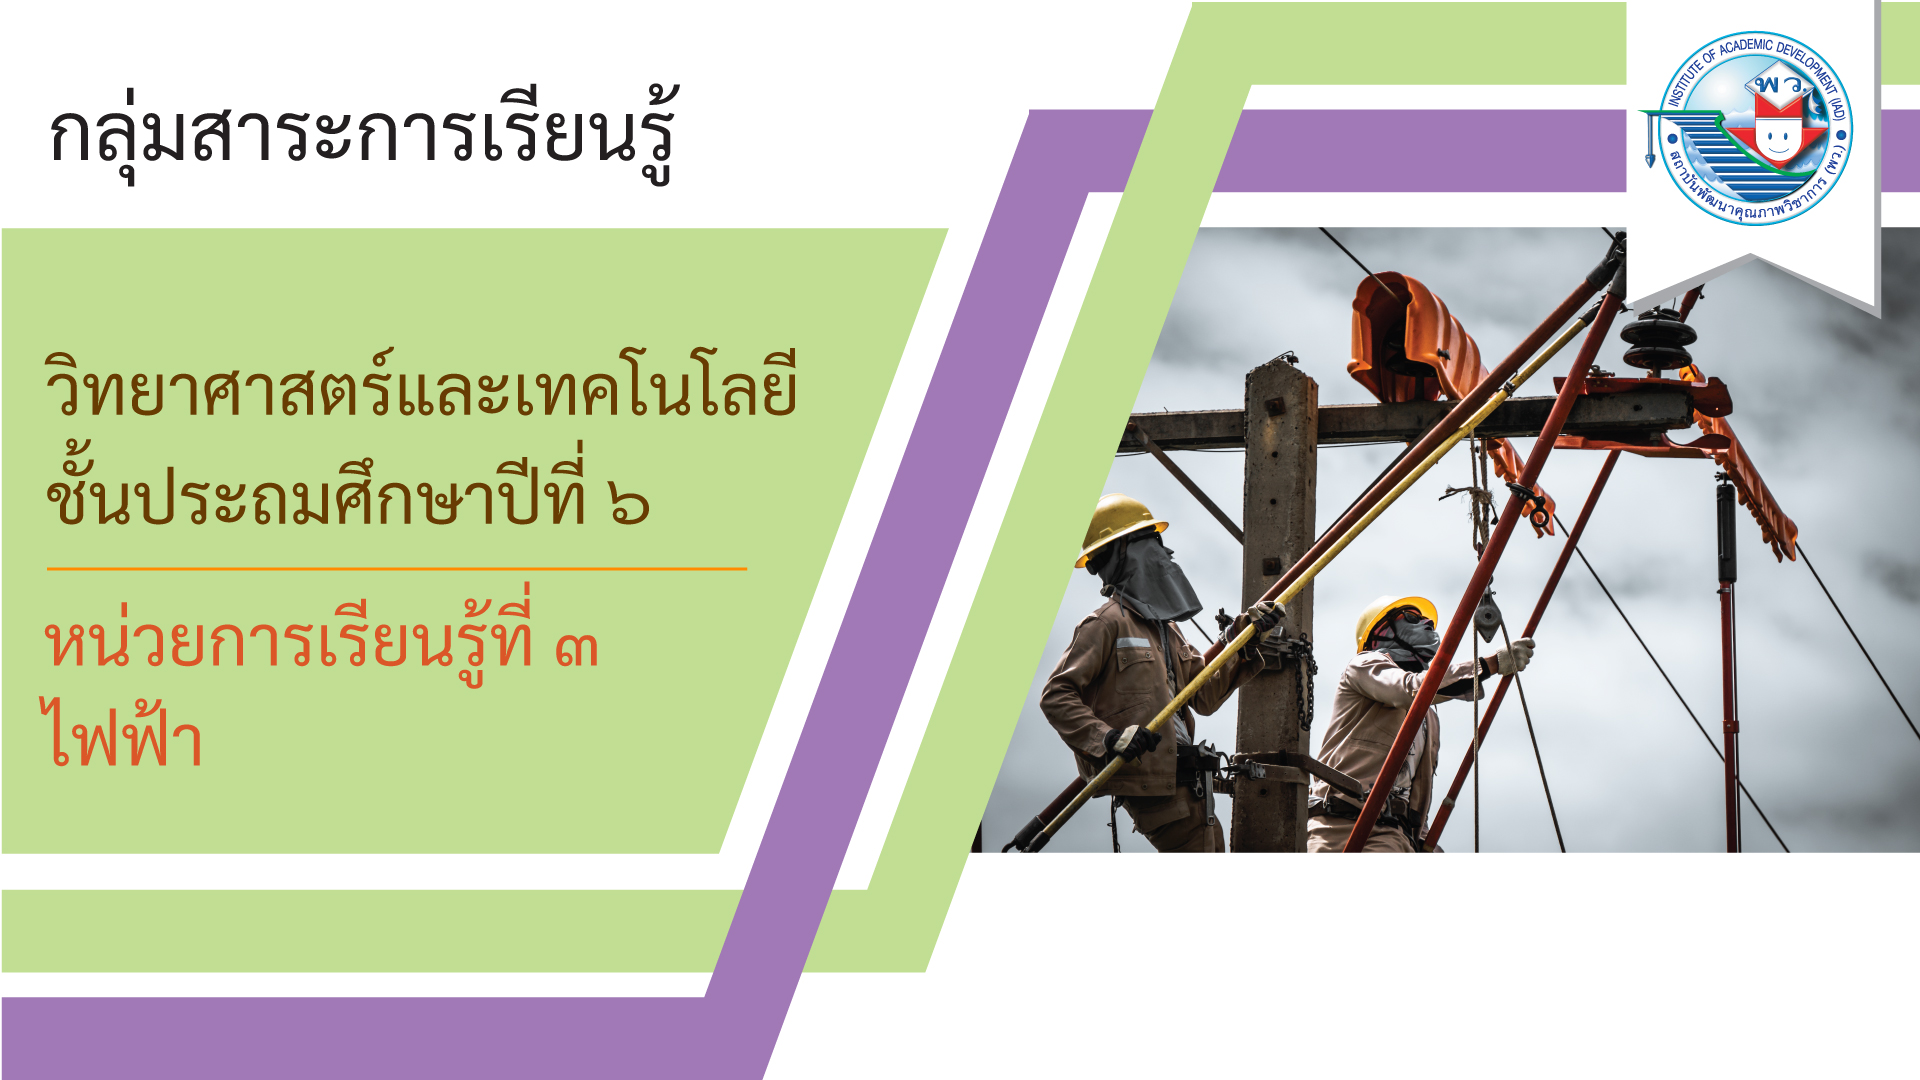 กลุ่มสาระการเรียนรู้
วิทยาศาสตร์และเทคโนโลยี
ชั้นประถมศึกษาปีที่ ๖
หน่วยการเรียนรู้ที่ ๓
ไฟฟ้า
INSTITUTE OF ACADEMIC DEVELOPMENT (IAD)
พว.
สถาบันพัฒนาคุณภาพวิชาการ (พว.)